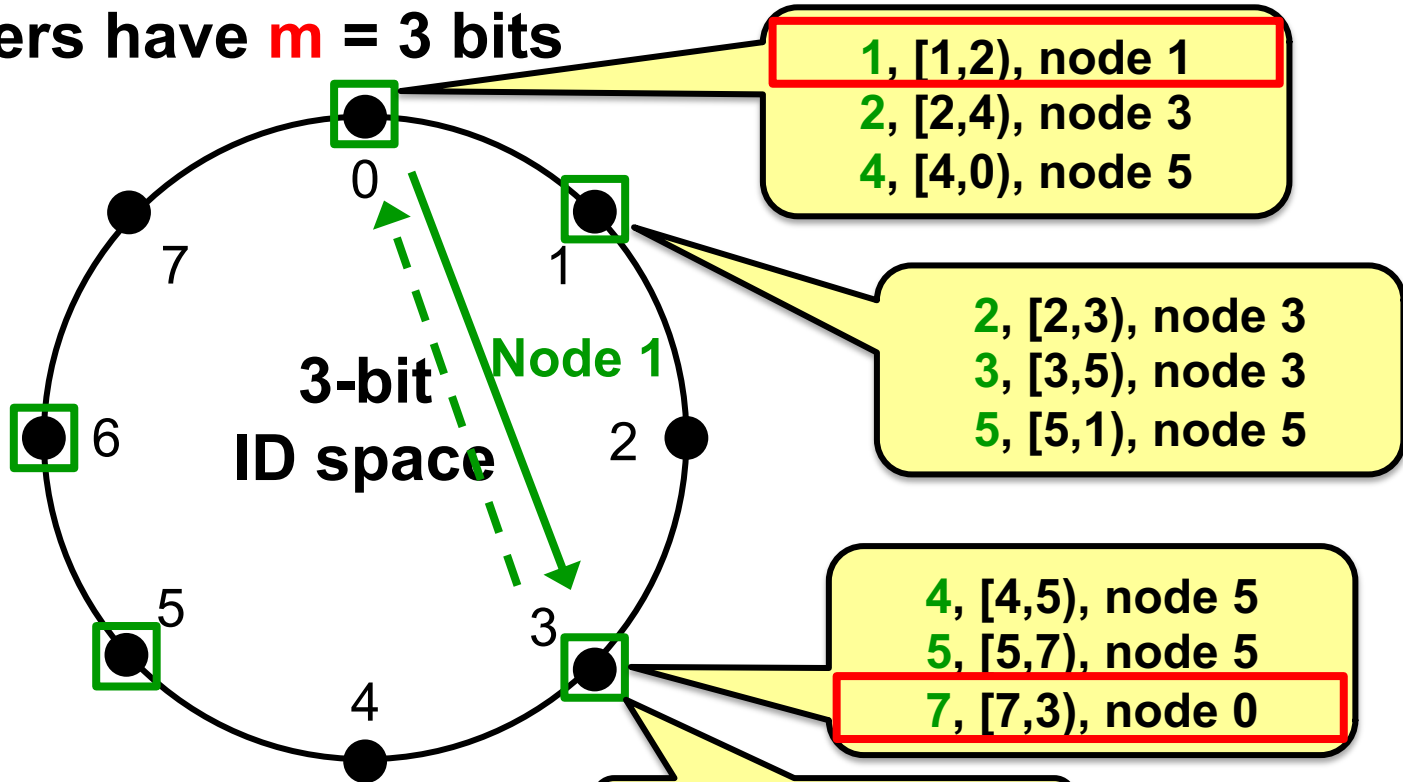 ers have m = 3 bits
1, [1,2), node 1
2, [2,4), node 3
4, [4,0), node 5
0
1
7
2, [2,3), node 3
3, [3,5), node 3
5, [5,1), node 5
Node 1
3-bit
ID space
6
2
4, [4,5), node 5
5, [5,7), node 5
7, [7,3), node 0
5
3
4